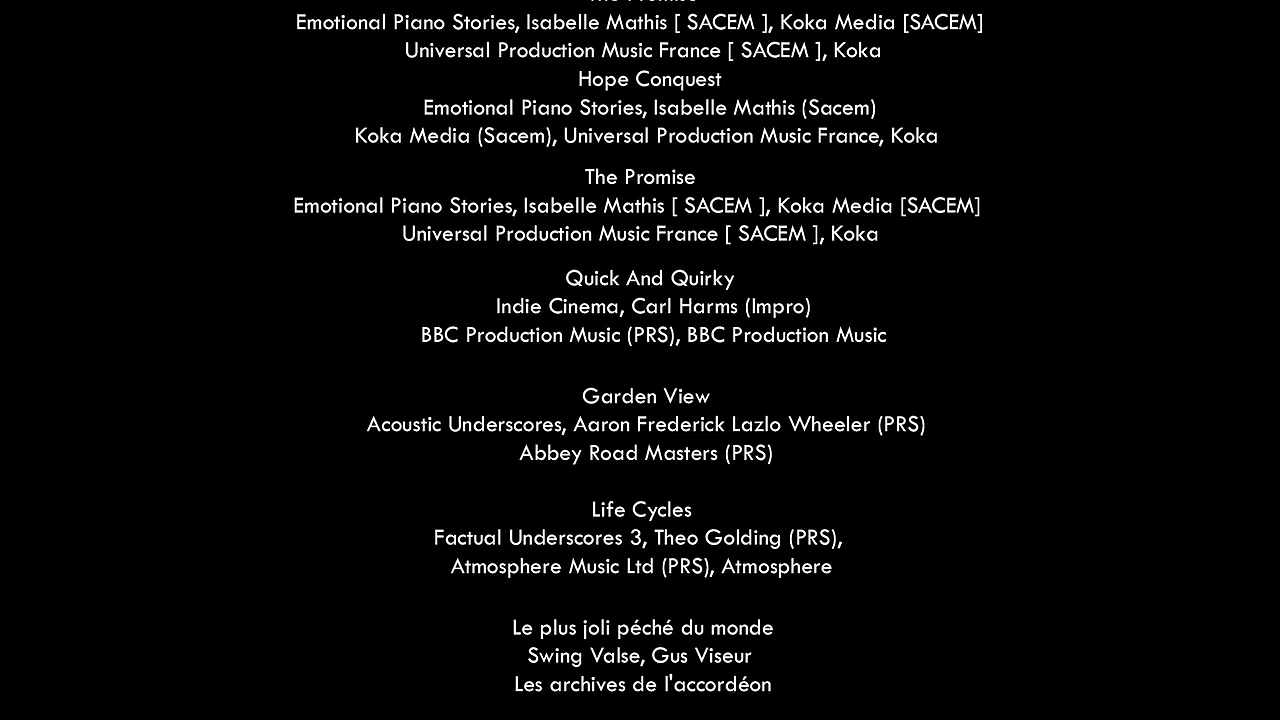 The Promise
Emotional Piano Stories, Isabelle Mathis [ SACEM ], Koka Media [SACEM]
Universal Production Music France [ SACEM ], Koka
Hope Conquest
Emotional Piano Stories, Isabelle Mathis (Sacem)
Koka Media (Sacem), Universal Production Music France, Koka
The Promise
Emotional Piano Stories, Isabelle Mathis [ SACEM ], Koka Media [SACEM]
Universal Production Music France [ SACEM ], Koka
Quick And Quirky
Indie Cinema, Carl Harms (Impro)
BBC Production Music (PRS), BBC Production Music
Garden View
Acoustic Underscores, Aaron Frederick Lazlo Wheeler (PRS)
Abbey Road Masters (PRS)
Life Cycles
Factual Underscores 3, Theo Golding (PRS),
Atmosphere Music Ltd (PRS), Atmosphere
Le plus joli péché du monde
Swing Valse, Gus Viseur
Les archives de l'accordéon